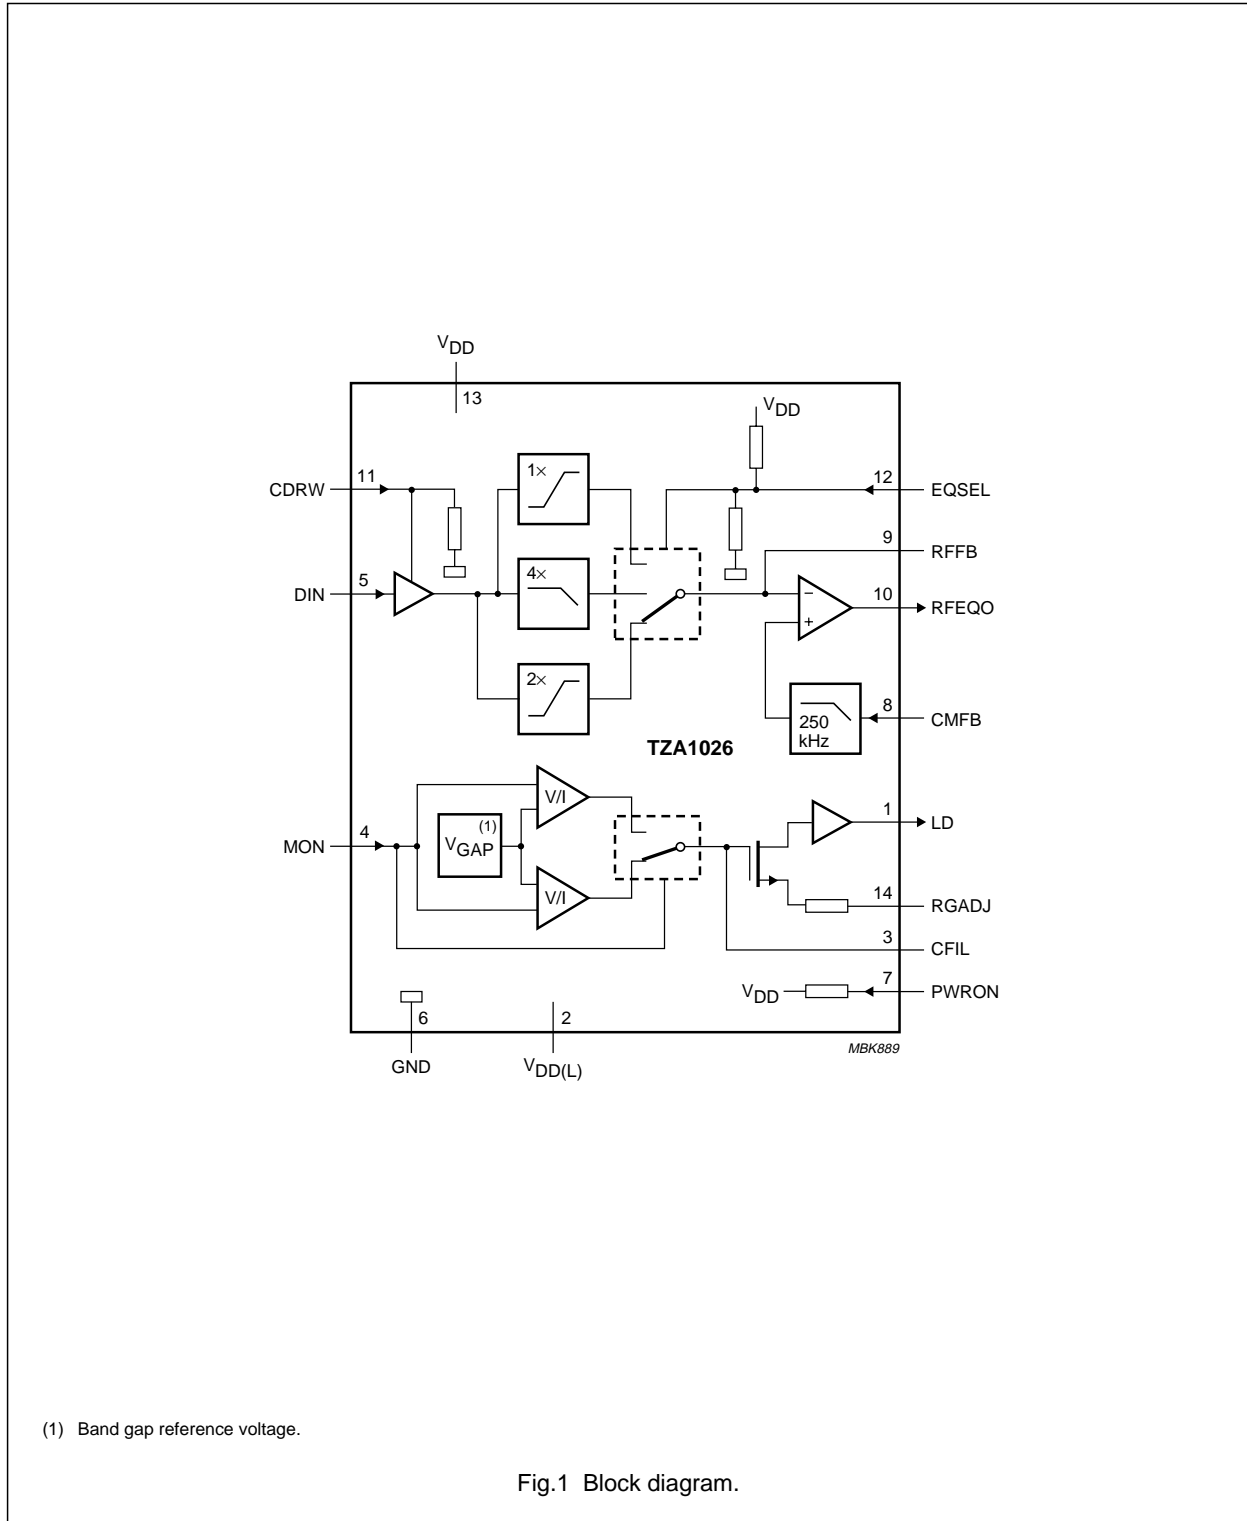 VDD
13
VDD
CDRW
11
1×
12
EQSEL
9
RFFB
DIN
5
4×
−
10
RFEQO
+
2×
250
kHz
8
CMFB
TZA1026
V/I
MON
4
(1)
VGAP
1
LD
V/I
14
RGADJ
3
CFIL
VDD
7
PWRON
6
2
GND
VDD(L)
MBK889
(1) Band gap reference voltage.
Fig.1 Block diagram.